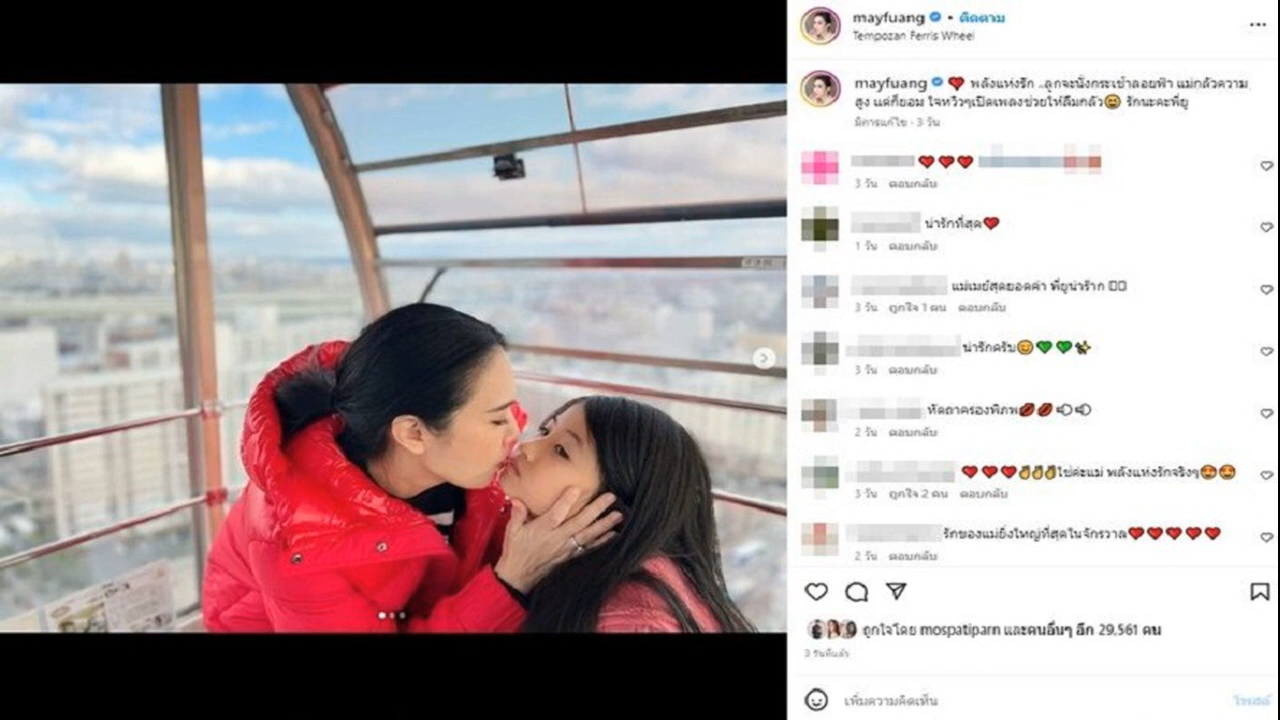 mayfuang • ติดตาม
Tempozan Ferris Wheel
mayfuang ❤️ พลังแห่งรัก ..ลูกจะนั่งกระเช้าลอยฟ้า แม่กลัวความ
สูง แต่ก็ยอม ใจหวิวๆเปิดเพลงช่วยให้ลืมกลัว😄 รักนะคะพี่ยู
มีการแก้ไข · 3 วัน
❤️❤️❤️
3 วัน ตอบกลับ
น่ารักที่สุด❤️
1 วัน ตอบกลับ
แม่เมย์สุดยอดค่า พี่ยูน่าร้าก
3 วัน ถูกใจ 1 คน ตอบกลับ
น่ารักครับ😊💚💚
3 วัน ตอบกลับ
หัตถาครองพิภพ💋💋
2 วัน ตอบกลับ
❤️❤️❤️ใช่ค่ะแม่ พลังแห่งรักจริงๆ🥰🥰
3 วัน ถูกใจ 2 คน ตอบกลับ
รักของแม่ยิ่งใหญ่ที่สุดในจักรวาล❤️❤️❤️❤️❤️
2 วัน ตอบกลับ
ถูกใจโดย mospatiparn และคนอื่นๆ อีก 29,561 คน
3 วันที่แล้ว
เพิ่มความคิดเห็น
โพสต์